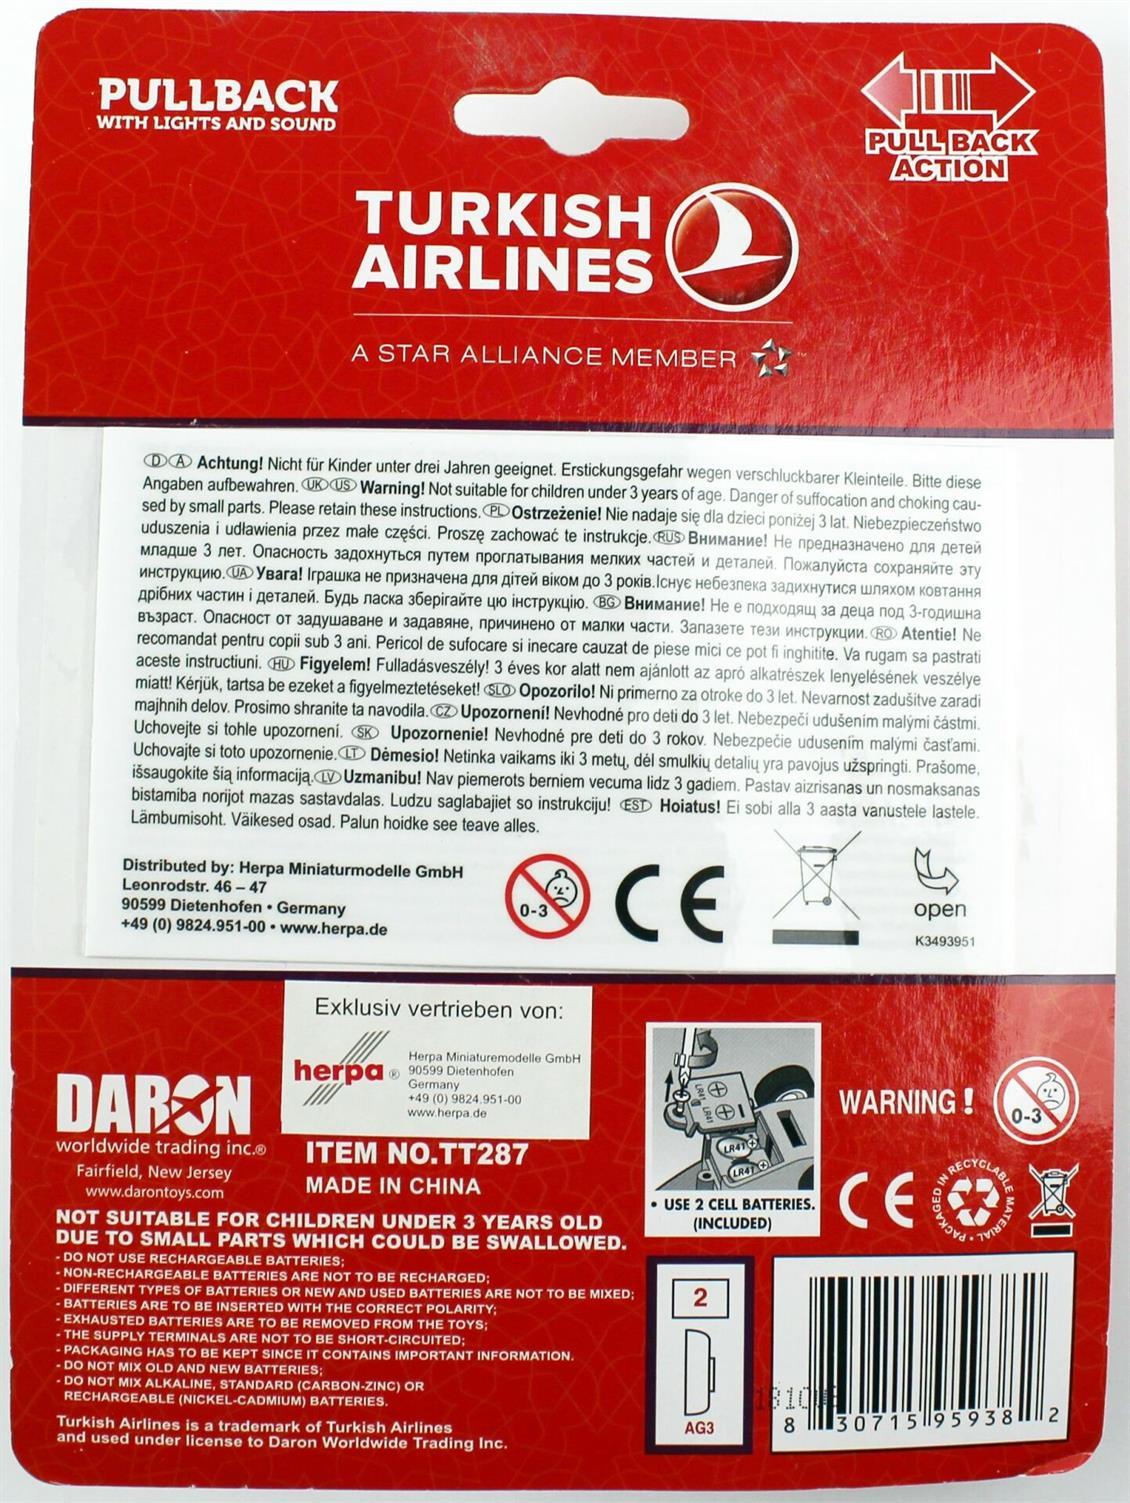 PULLBACK
WITH LIGHTS AND SOUND
PULL BACK
ACTION
TURKISH
AIRLINES
A STAR ALLIANCE MEMBER
D A Achtung! Nicht für Kinder unter drei Jahren geeignet. Erstickungsgefahr wegen verschluckbarer Kleinteile. Bitte diese
Angaben aufbewahren. UK US Warning! Not suitable for children under 3 years of age. Danger of suffocation and choking cau-
sed by small parts. Please retain these instructions. PL Ostrzeżenie! Nie nadaje się dla dzieci poniżej 3 lat. Niebezpieczeństwo
uduszenia i udławienia przez małe części. Proszę zachować te instrukcje. RUS Внимание! Не предназначено для детей
младше 3 лет. Опасность задохнуться путем проглатывания мелких частей и деталей. Пожалуйста сохраняйте эту
инструкцию. UA Увага! Іграшка не призначена для дітей віком до 3 років.Існує небезпека задихнутися шляхом ковтання
дрібних частин і деталей. Будь ласка зберігайте цю інструкцію. BG Внимание! Не е подходящ за деца под 3-годишна
възраст. Опасност от задушаване и задавяне, причинено от малки части. Запазете тези инструкции. RO Atentie! Ne
recomandat pentru copii sub 3 ani. Pericol de sufocare si inecare cauzat de piese mici ce pot fi inghitite. Va rugam sa pastrati
aceste instructiuni. HU Figyelem! Fulladásveszély! 3 éves kor alatt nem ajánlott az apró alkatrészek lenyelésének veszélye
miatt! Kérjük, tartsa be ezeket a figyelmeztetéseket! SLO Opozorilo! Ni primerno za otroke do 3 let. Nevarnost zadušitve zaradi
majhnih delov. Prosimo shranite ta navodila. CZ Upozornení! Nevhodné pro deti do 3 let. Nebezpečí udušením malými částmi.
Uchovejte si tohle upozornení. SK Upozornenie! Nevhodné pre deti do 3 rokov. Nebezpečie udusením malými časťami.
Uchovajte si toto upozornenie. LT Dėmesio! Netinka vaikams iki 3 metų, dėl smulkių detalių yra pavojus užspringti. Prašome,
išsaugokite šią informaciją. LV Uzmanibu! Nav piemerots berniem vecuma lidz 3 gadiem. Pastav aizrisanas un nosmaksanas
bistamiba norijot mazas sastavdalas. Ludzu saglabajiet so instrukciju! EST Hoiatus! Ei sobi alla 3 aasta vanustele lastele.
Lämbumisoht. Väikesed osad. Palun hoidke see teave alles.
Distributed by: Herpa Miniaturmodelle GmbH
Leonrodstr. 46 – 47
90599 Dietenhofen • Germany
+49 (0) 9824.951-00 • www.herpa.de
0-3
CE
open
K3493951
Exklusiv vertrieben von:
herpa ®
Herpa Miniaturemodelle GmbH
90599 Dietenhofen
Germany
+49 (0) 9824.951-00
www.herpa.de
DARON
worldwide trading inc.®
Fairfield, New Jersey
www.darontoys.com
ITEM NO.TT287
MADE IN CHINA
LR41
LR41
LR41
LR41
• USE 2 CELL BATTERIES.
(INCLUDED)
WARNING !
0-3
CE
PACKAGED IN RECYCLABLE MATERIAL •
NOT SUITABLE FOR CHILDREN UNDER 3 YEARS OLD
DUE TO SMALL PARTS WHICH COULD BE SWALLOWED.
- DO NOT USE RECHARGEABLE BATTERIES;
- NON-RECHARGEABLE BATTERIES ARE NOT TO BE RECHARGED;
- DIFFERENT TYPES OF BATTERIES OR NEW AND USED BATTERIES ARE NOT TO BE MIXED;
- BATTERIES ARE TO BE INSERTED WITH THE CORRECT POLARITY;
- EXHAUSTED BATTERIES ARE TO BE REMOVED FROM THE TOYS;
- THE SUPPLY TERMINALS ARE NOT TO BE SHORT-CIRCUITED;
- PACKAGING HAS TO BE KEPT SINCE IT CONTAINS IMPORTANT INFORMATION.
- DO NOT MIX OLD AND NEW BATTERIES;
- DO NOT MIX ALKALINE, STANDARD (CARBON-ZINC) OR
RECHARGEABLE (NICKEL-CADMIUM) BATTERIES.
Turkish Airlines is a trademark of Turkish Airlines
and used under license to Daron Worldwide Trading Inc.
2
AG3
8 30715 95938 2